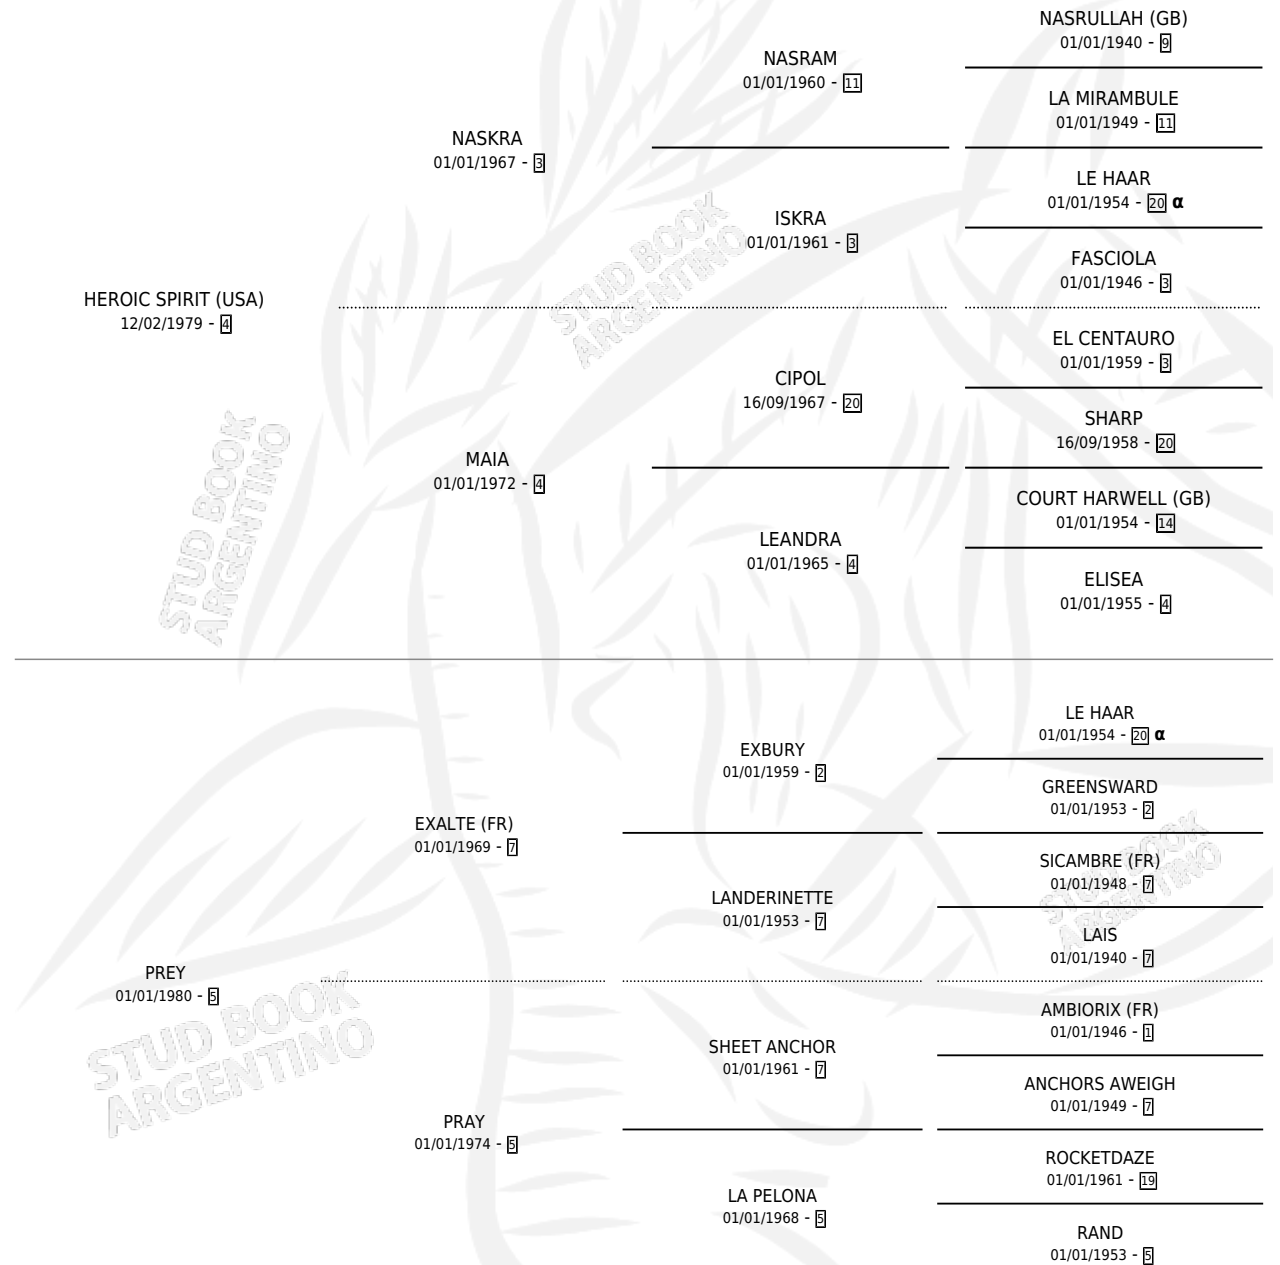 NASRULLAH (GB)
01/01/1940 - 9
NASRAM
01/01/1960 - 11
LA MIRAMBULE
01/01/1949 - 11
NASKRA
01/01/1967 - 3
LE HAAR
01/01/1954 - 20 α
ISKRA
01/01/1961 - 3
FASCIOLA
01/01/1946 - 3
HEROIC SPIRIT (USA)
12/02/1979 - 4
STUD BOOK
ARGENTINO
EL CENTAURO
01/01/1959 - 3
CIPOL
16/09/1967 - 20
SHARP
16/09/1958 - 20
MAIA
01/01/1972 - 4
COURT HARWELL (GB)
01/01/1954 - 14
LEANDRA
01/01/1965 - 4
ELISEA
01/01/1955 - 4
STUD BOOK
ARGENTINO
LE HAAR
01/01/1954 - 20 α
EXBURY
01/01/1959 - 2
GREENSWARD
01/01/1953 - 2
EXALTE (FR)
01/01/1969 - 7
SICAMBRE (FR)
01/01/1948 - 7
LANDERINETTE
01/01/1953 - 7
LAIS
01/01/1940 - 7
STUD BOOK
ARGENTINO
PREY
01/01/1980 - 5
STUD BOOK
ARGENTINO
AMBIORIX (FR)
01/01/1946 - 1
SHEET ANCHOR
01/01/1961 - 7
ANCHORS AWEIGH
01/01/1949 - 7
PRAY
01/01/1974 - 5
ROCKETDAZE
01/01/1961 - 19
LA PELONA
01/01/1968 - 5
RAND
01/01/1953 - 5